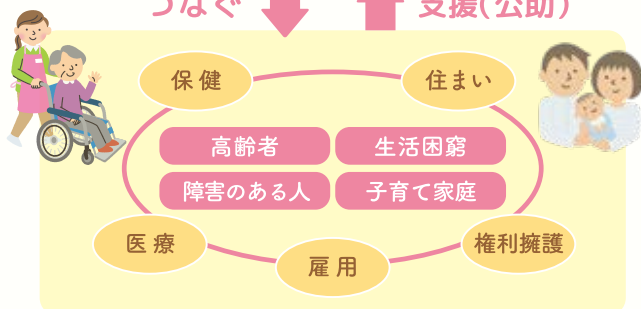 つなぐ 支援(公助)
保健 住まい
高齢者 生活困窮
障害のある人 子育て家庭
医療 権利擁護
雇用